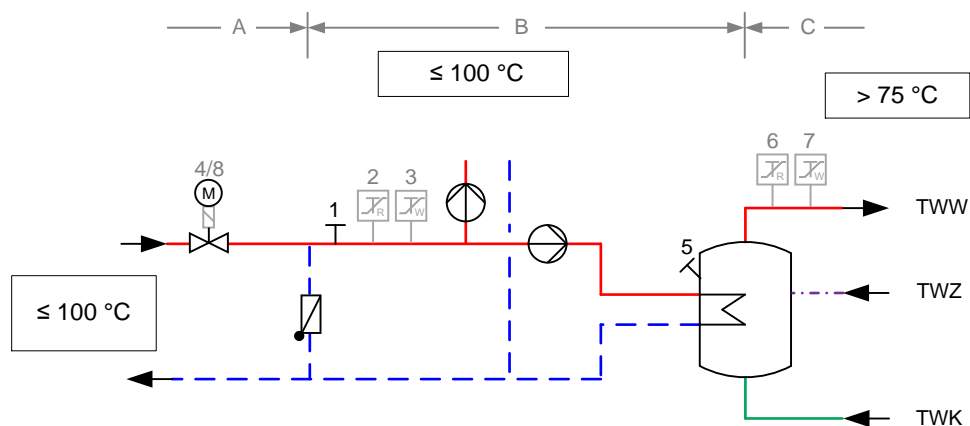 A B C
≤ 100 °C
> 75 °C
6 7
4/8
2 3
M
R W
R W
1
TWW
5
TWZ
≤ 100 °C
TWK